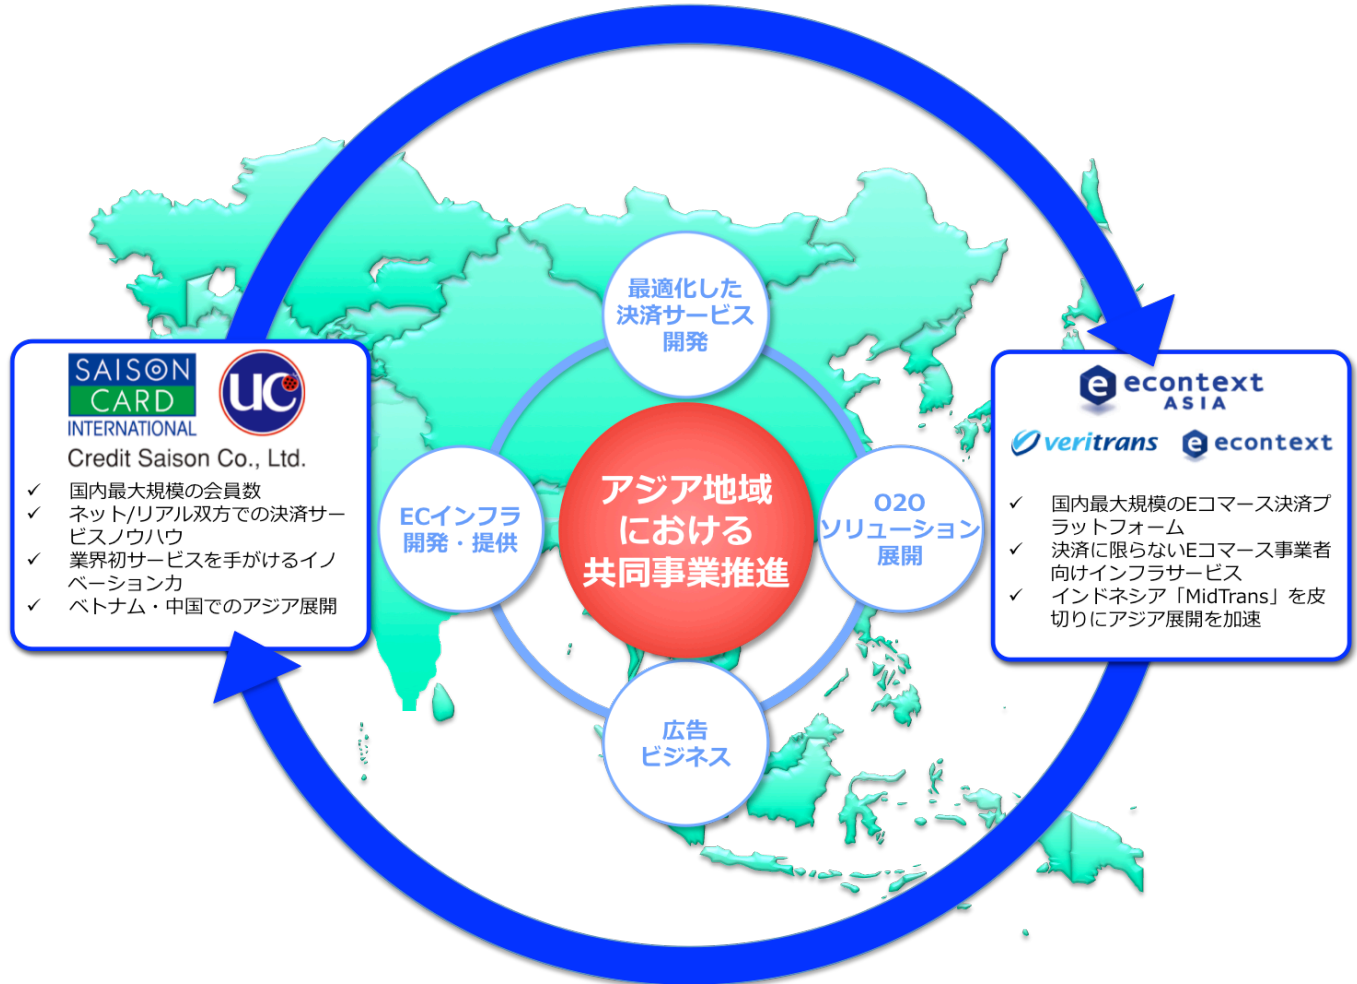 最適化した
決済サービス
開発
SAISON
CARD
INTERNATIONAL
UC
Credit Saison Co., Ltd.
✓ 国内最大規模の会員数
✓ ネット/リアル双方での決済サー
ビスノウハウ
✓ 業界初サービスを手がけるイノ
ベーション力
✓ ベトナム・中国でのアジア展開
ECインフラ
開発・提供
アジア地域
における
共同事業推進
O2O
ソリューション
展開
広告
ビジネス
e econtext
ASIA
veritrans
e econtext
✓ 国内最大規模のEコマース決済プ
ラットフォーム
✓ 決済に限らないEコマース事業者
向けインフラサービス
✓ インドネシア「MidTrans」を皮
切りにアジア展開を加速